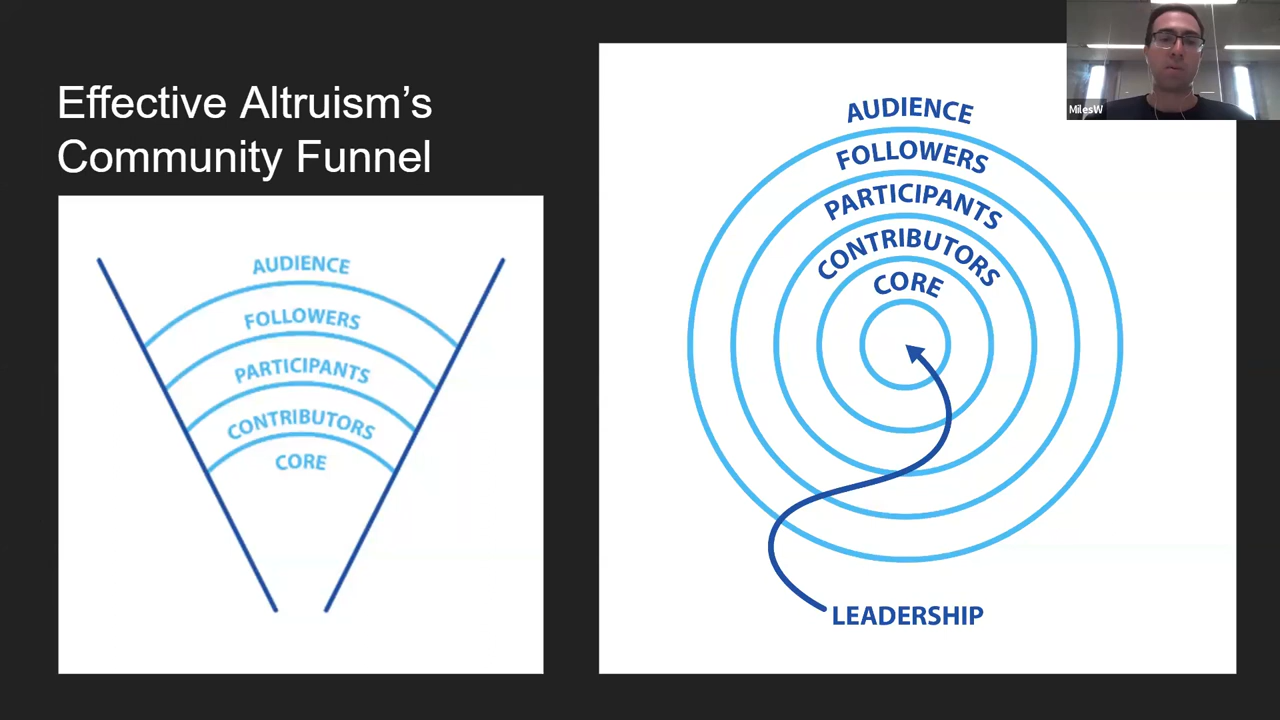 Effective Altruism’s
Community Funnel
AUDIENCE
FOLLOWERS
PARTICIPANTS
CONTRIBUTORS
CORE
AUDIENCE
FOLLOWERS
PARTICIPANTS
CONTRIBUTORS
CORE
LEADERSHIP
MilesW